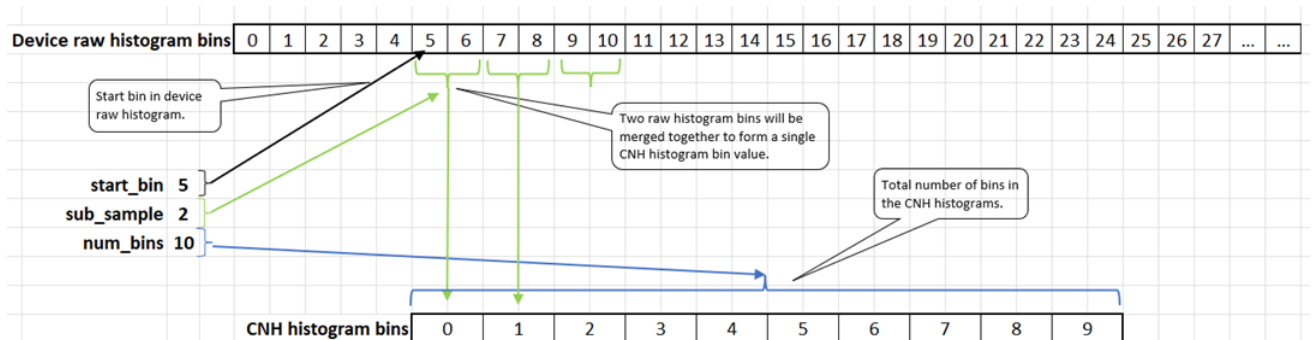 Device raw histogram bins 0 1 2 3 4 5 6 7 8 9 10 11 12 13 14 15 16 17 18 19 20 21 22 23 24 25 26 27 ... ...
Start bin in device
raw histogram.
Two raw histogram bins will be
merged together to form a single
CNH histogram bin value.
start_bin 5
sub_sample 2
num_bins 10
Total number of bins in
the CNH histograms.
CNH histogram bins 0 1 2 3 4 5 6 7 8 9